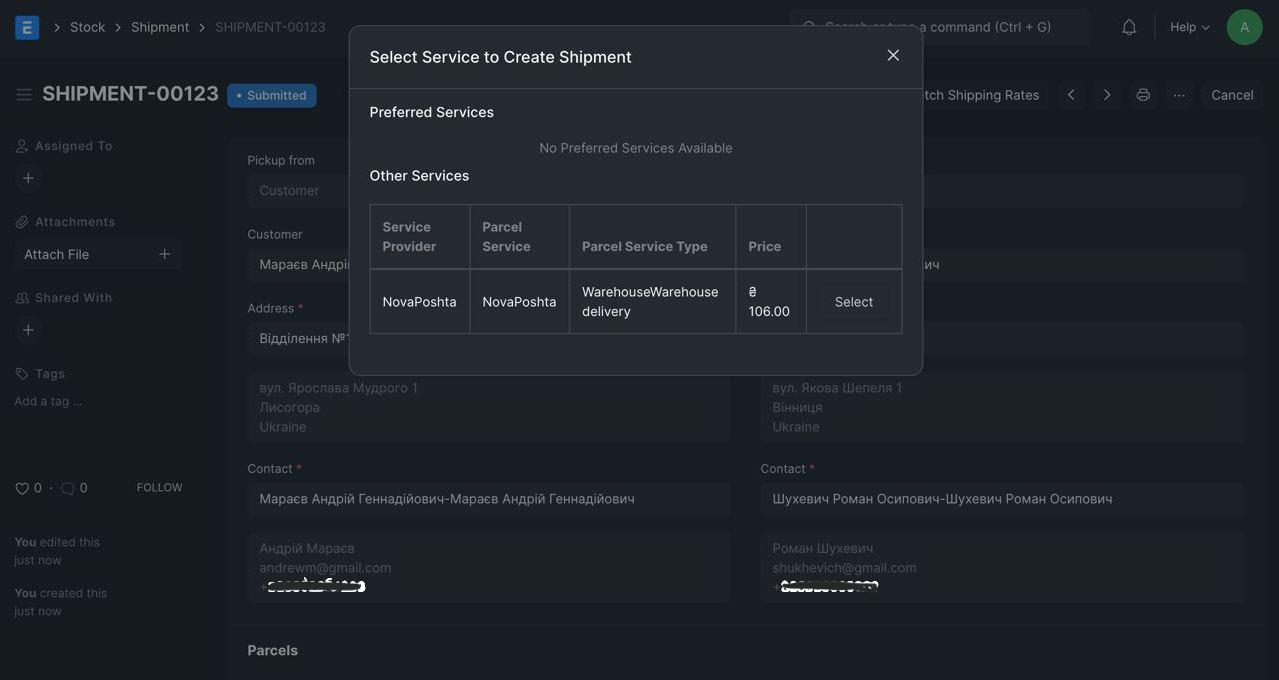 E
Stock
Shipment
SHIPMENT-00123
Search or type a command (Ctrl + G)
Help
A
SHIPMENT-00123
Submitted
tch Shipping Rates
Cancel
Select Service to Create Shipment
Preferred Services
No Preferred Services Available
Other Services
Service Provider
Parcel Service
Parcel Service Type
Price
NovaPoshta
NovaPoshta
WarehouseWarehouse
delivery
₴
106.00
Select
Assigned To
Attachments
Attach File
Shared With
Tags
Add a tag ...
0 · 0
FOLLOW
You edited this
just now
You created this
just now
Pickup from
Customer
Customer
Мараєв Андрі
ич
Address *
Відділення №
вул. Ярослава Мудрого 1
Лисогора
Ukraine
вул. Якова Шепеля 1
Вінниця
Ukraine
Contact *
Мараєв Андрій Геннадійович-Мараєв Андрій Геннадійович
Contact *
Шухевич Роман Осипович-Шухевич Роман Осипович
Андрій Мараєв
andrewm@gmail.com
+
Роман Шухевич
shukhevich@gmail.com
+
Parcels